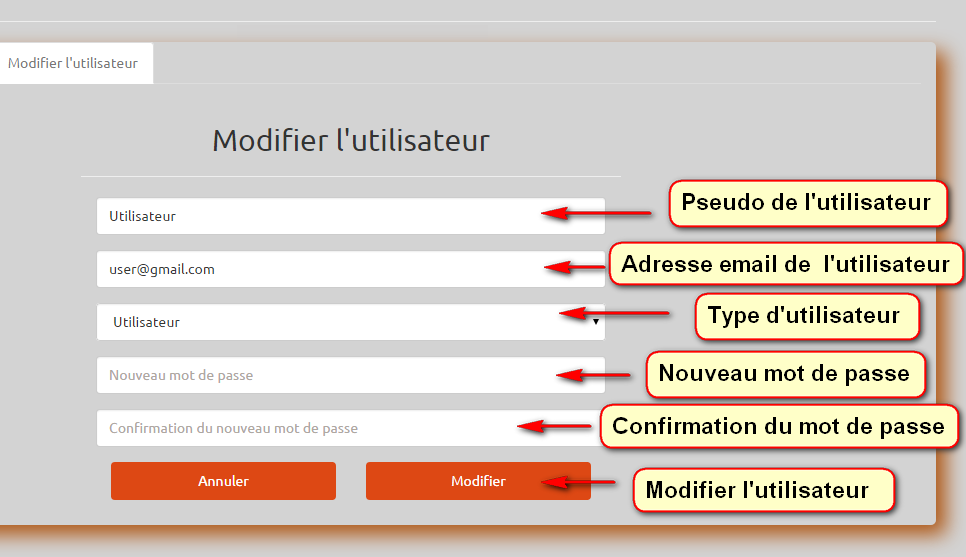 Modifier l'utilisateur
Modifier l'utilisateur
Utilisateur
Pseudo de l'utilisateur
user@gmail.com
Adresse email de l'utilisateur
Utilisateur
Type d'utilisateur
Nouveau mot de passe
Nouveau mot de passe
Confirmation du nouveau mot de passe
Confirmation du mot de passe
Annuler
Modifier
Modifier l'utilisateur